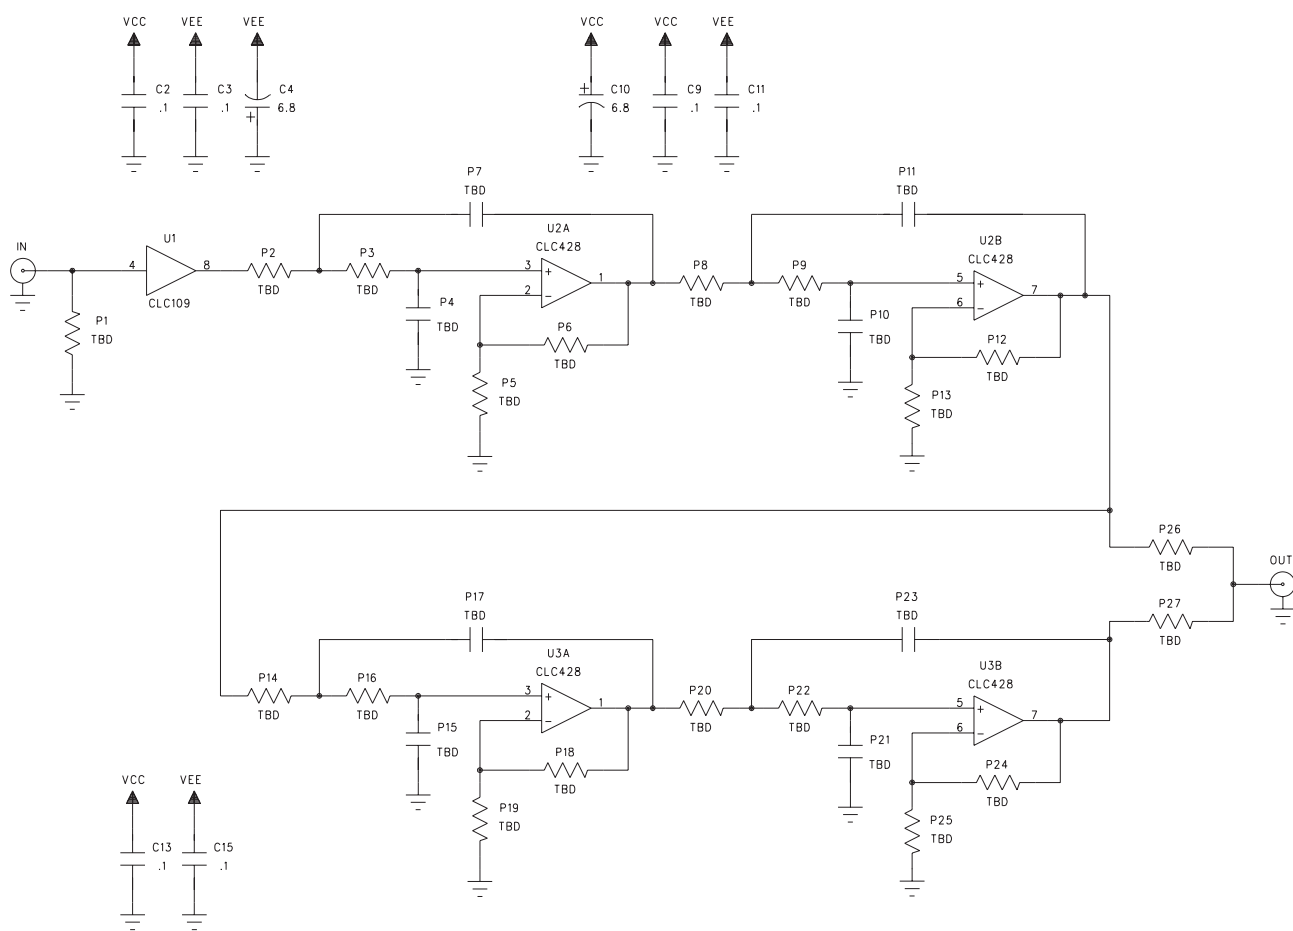 VCC
VEE
VEE
C2
.1
C3
.1
C4
6.8
+
VCC
VCC
VEE
+
C10
6.8
C9
.1
C11
.1
IN
P1
TBD
4
U1
8
CLC109
P2
TBD
P3
TBD
P4
TBD
P7
TBD
U2A
CLC428
3
+
2
−
1
P6
TBD
P5
TBD
P8
TBD
P9
TBD
P10
TBD
P11
TBD
U2B
CLC428
5
+
6
−
7
P12
TBD
P13
TBD
P26
TBD
OUT
P27
TBD
P14
TBD
P16
TBD
P15
TBD
P17
TBD
U3A
CLC428
3
+
2
−
1
P18
TBD
P19
TBD
P20
TBD
P22
TBD
P21
TBD
P23
TBD
U3B
CLC428
5
+
6
−
7
P24
TBD
P25
TBD
VCC
VEE
C13
.1
C15
.1